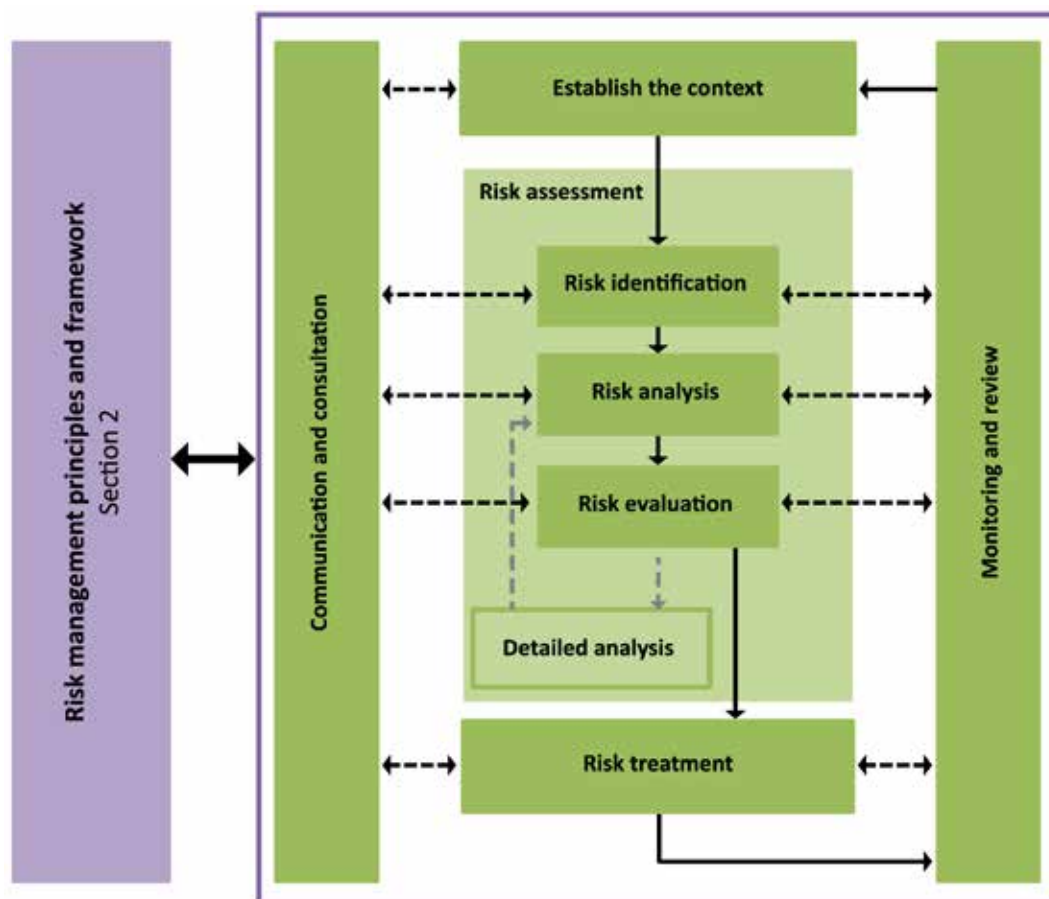 Risk management principles and framework
Section 2
Communication and consultation
Establish the context
Risk assessment
Risk identification
Risk analysis
Risk evaluation
Detailed analysis
Risk treatment
Monitoring and review